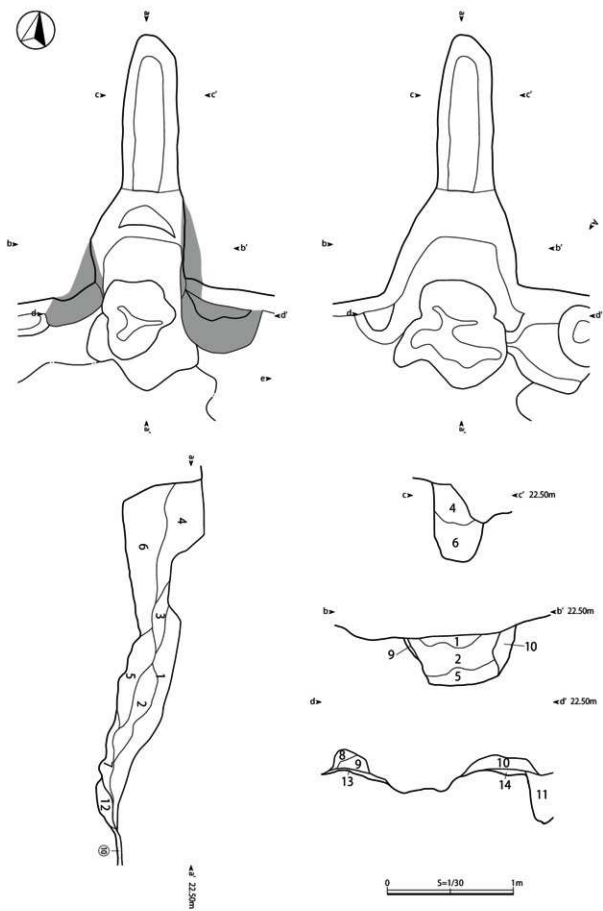 a
a
c c'
c c'
A
b b'
b b'
d d'
d d'
e
a'
a'
a
4
6
3
1
5
2
7
12
⑩
a' 22.50m
c c' 22.50m
4
6
b b' 22.50m
1
9 2 10
5
d d' 22.50m
8
9 10
13 14 11
0 S=1/30 1m